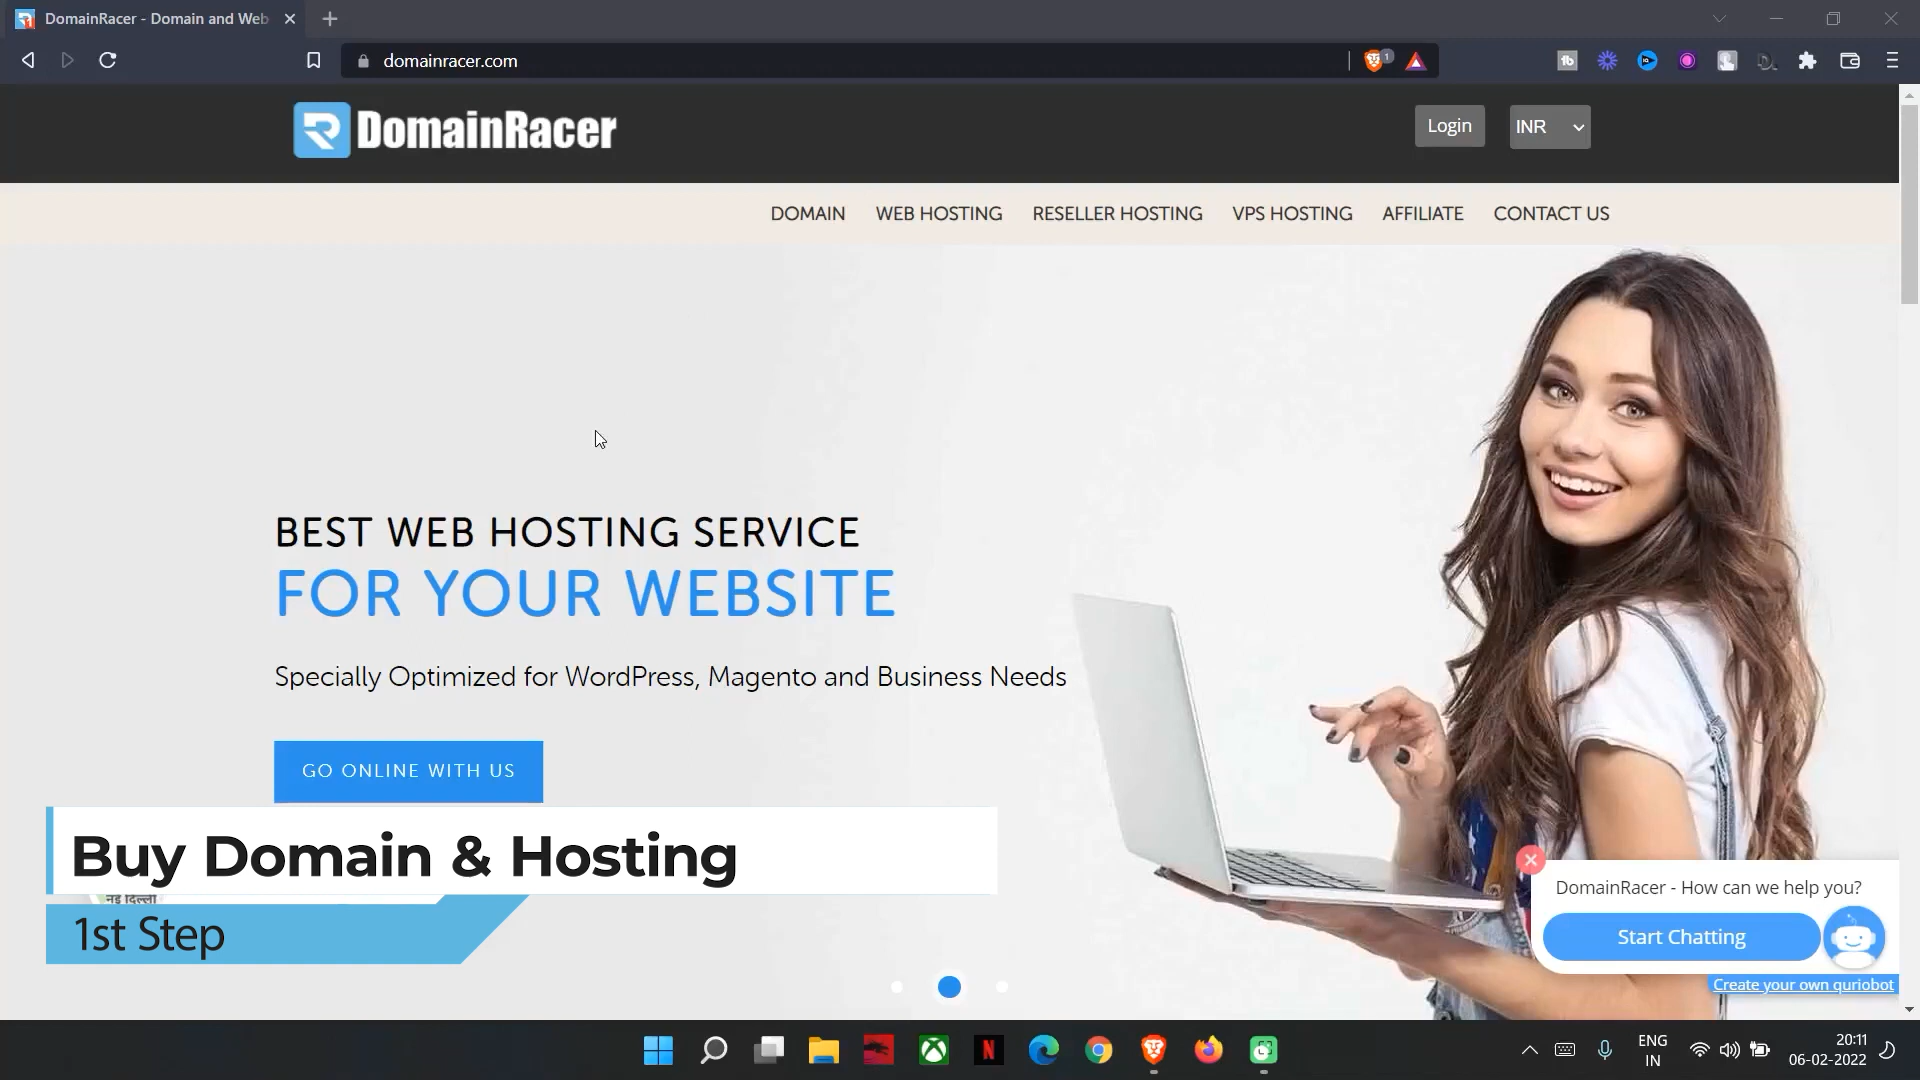 DomainRacer - Domain and Web
domainracer.com
1
DomainRacer
Login
INR
DOMAIN
WEB HOSTING
RESELLER HOSTING
VPS HOSTING
AFFILIATE
CONTACT US
BEST WEB HOSTING SERVICE
FOR YOUR WEBSITE
Specially Optimized for WordPress, Magento and Business Needs
GO ONLINE WITH US
Buy Domain & Hosting
नई दिल्ली
1st Step
DomainRacer - How can we help you?
Start Chatting
Create your own quriobot
ENG
IN
20:11
06-02-2022